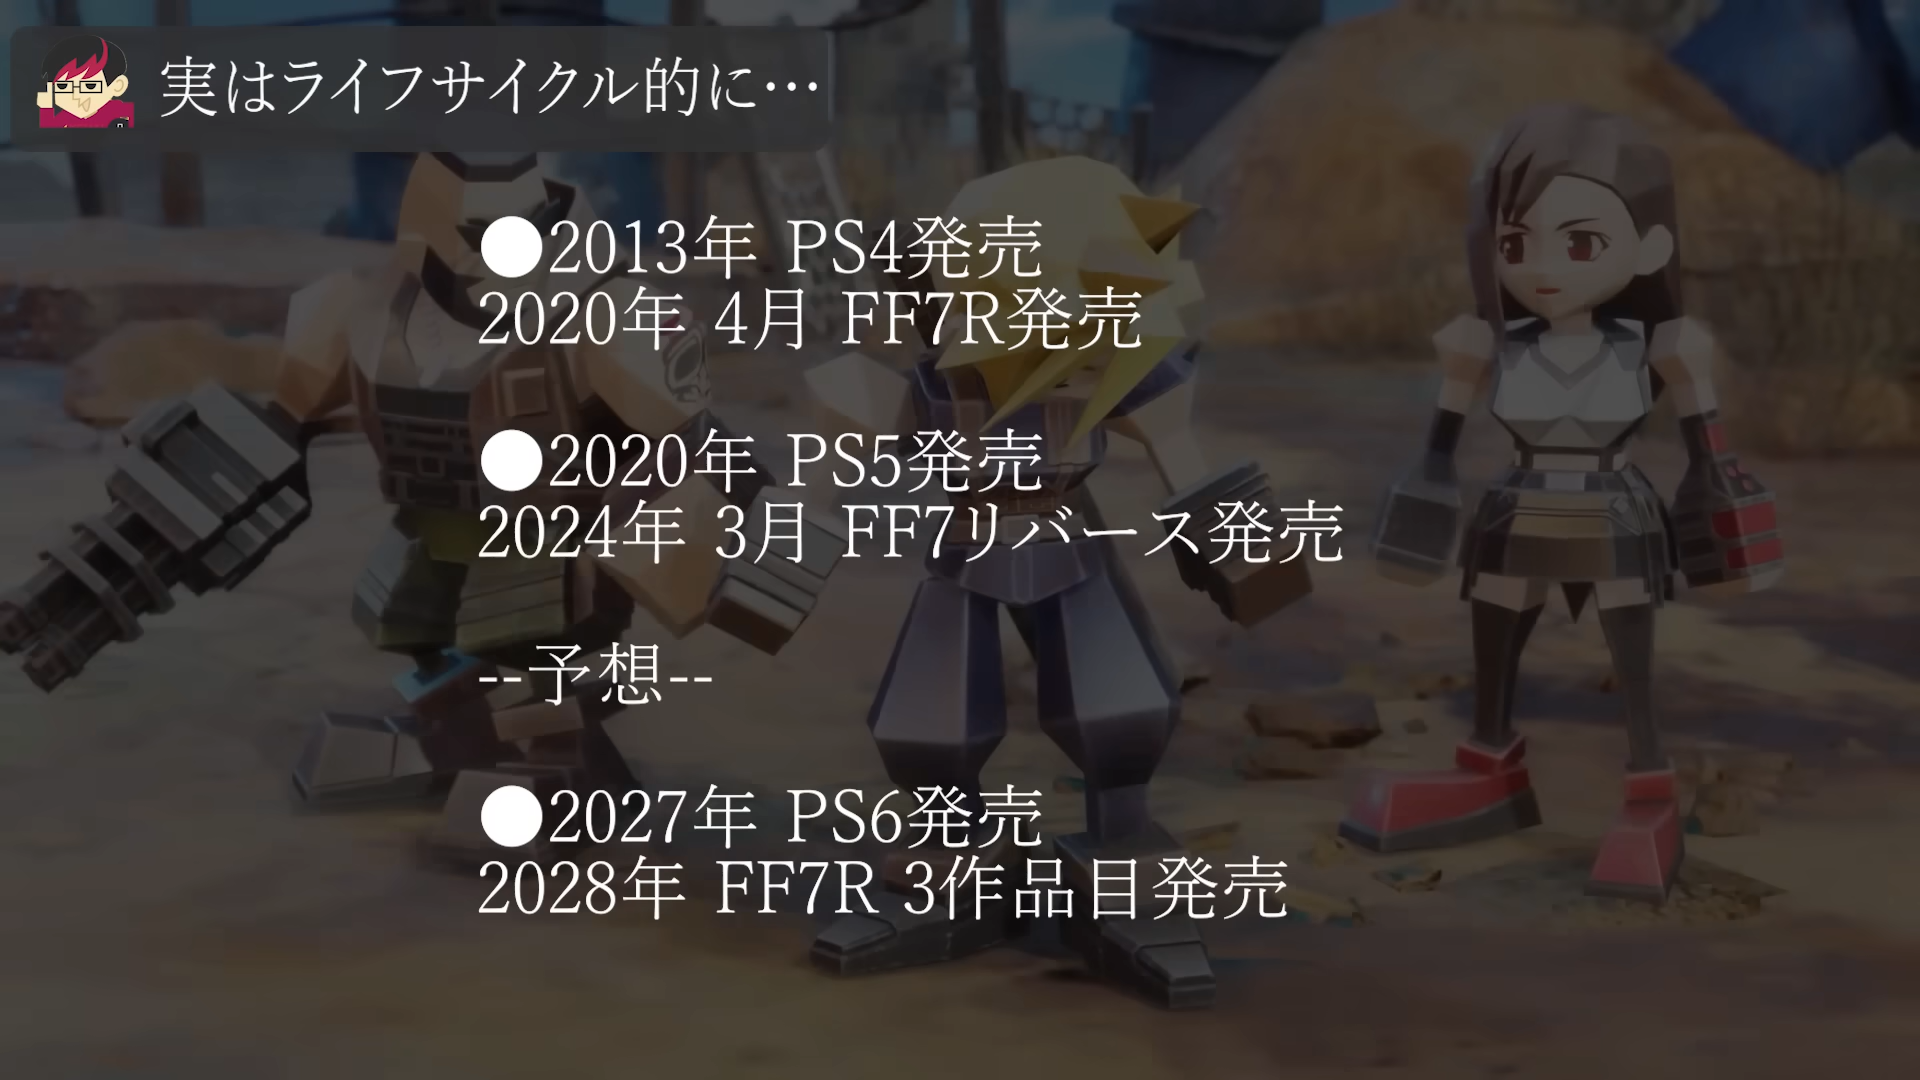 実はライフサイクル的に…
●2013年 PS4発売
2020年 4月 FF7R発売
●2020年 PS5発売
2024年 3月 FF7リバース発売
--予想--
●2027年 PS6発売
2028年 FF7R 3作品目発売